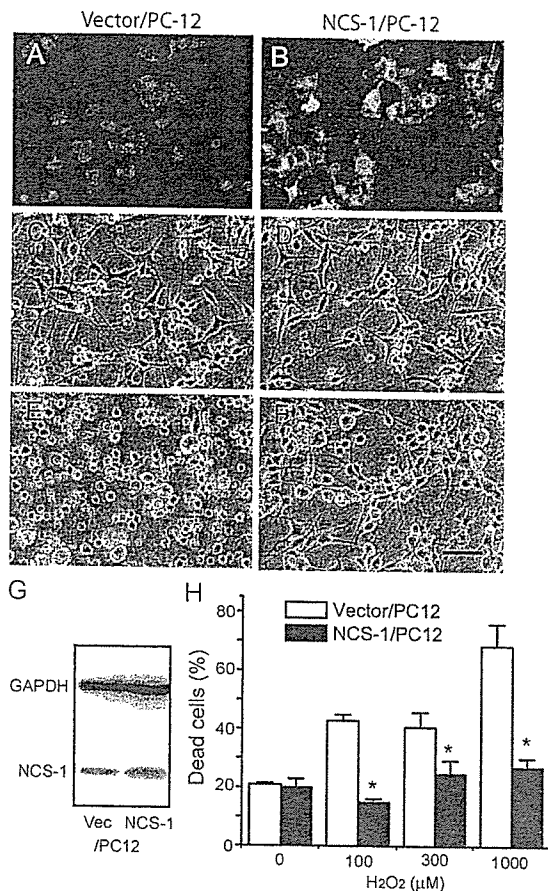 Vector/PC-12 NCS-1/PC-12
A B
C D
E F
G H
GAPDH
NCS-1
Vec NCS-1
/PC12
Vector/PC12
NCS-1/PC12
Dead cells (%)
80
60
40
20
0
* * *
0 100 300 1000
H₂O₂ (μM)